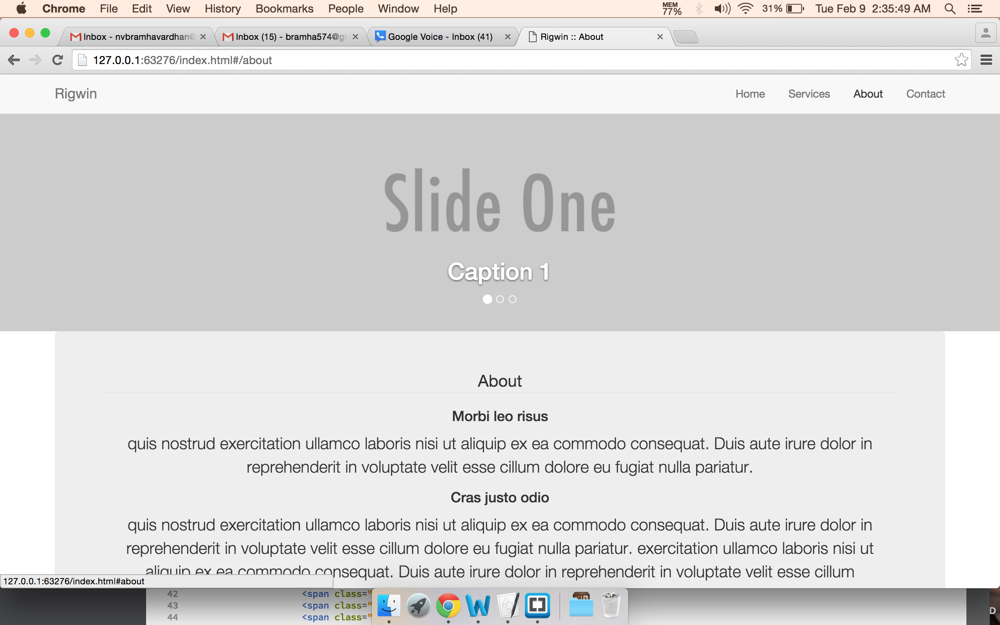 Chrome File Edit View History Bookmarks People Window Help MEM 77% 31% Tue Feb 9 2:35:49 AM
Inbox - nvbramhavardhan@ Inbox (15) - bramha574@gr Google Voice - Inbox (41) Rigwin :: About
127.0.0.1:63276/index.html#/about
Rigwin Home Services About Contact
Slide One
Caption 1
About
Morbi leo risus
quis nostrud exercitation ullamco laboris nisi ut aliquip ex ea commodo consequat. Duis aute irure dolor in
reprehenderit in voluptate velit esse cillum dolore eu fugiat nulla pariatur.
Cras justo odio
quis nostrud exercitation ullamco laboris nisi ut aliquip ex ea commodo consequat. Duis aute irure dolor in
reprehenderit in voluptate velit esse cillum dolore eu fugiat nulla pariatur. exercitation ullamco laboris nisi ut
aliquip ex ea commodo consequat. Duis aute irure dolor in reprehenderit in voluptate velit esse cillum
127.0.0.1:63276/index.html#about
42 <span class="
43 <span class="
44 <span class="
D